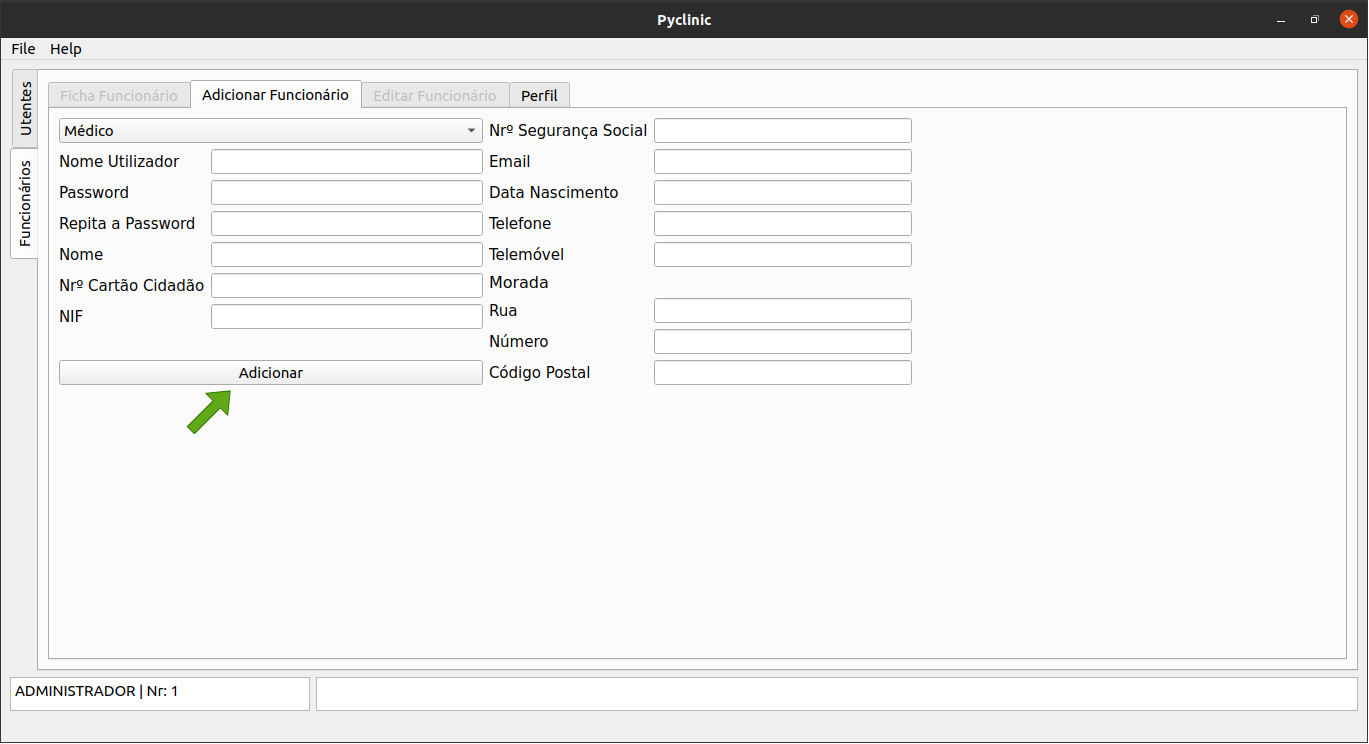 Pyclinic
File Help
Utentes
Funcionários
Ficha Funcionário Adicionar Funcionário Editar Funcionário Perfil
Médico
Nome Utilizador
Password
Repita a Password
Nome
Nrº Cartão Cidadão
NIF
Adicionar
Nrº Segurança Social
Email
Data Nascimento
Telefone
Telemóvel
Morada
Rua
Número
Código Postal
ADMINISTRADOR | Nr: 1